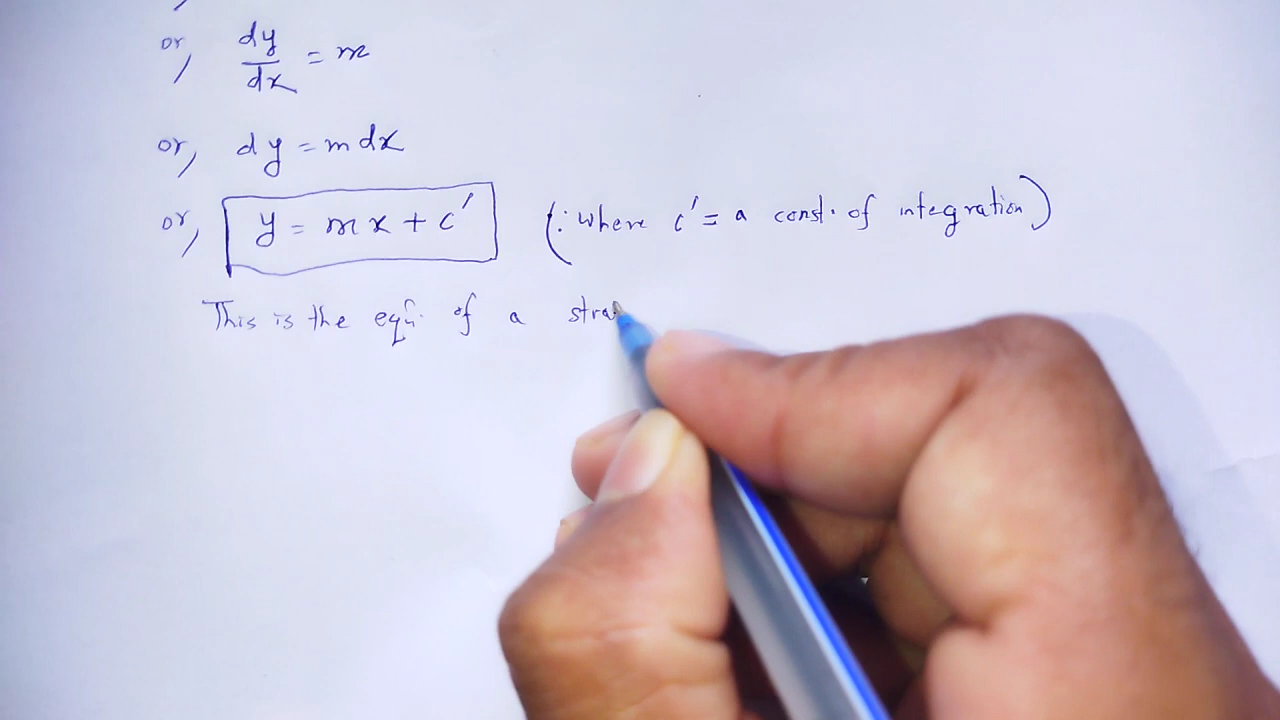 or, dy/dx = m
or, dy = m dx
or, y = mx + c' (∵ where c' = a const. of integration)
This is the eqn. of a stra